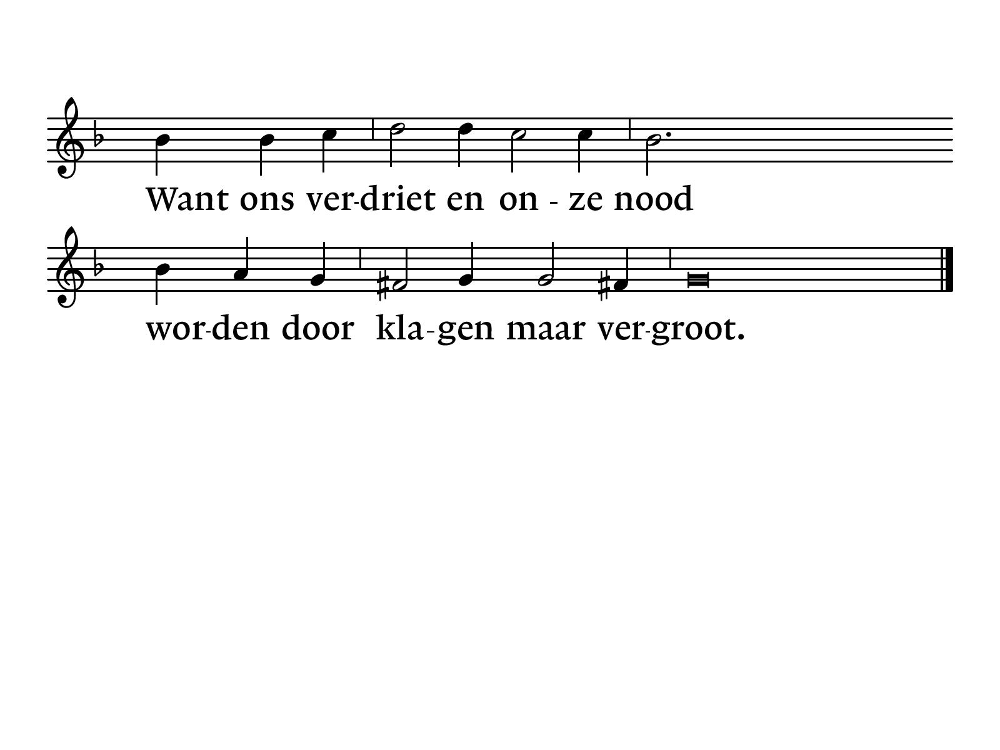 Want ons ver-driet en on - ze nood
wor-den door kla-gen maar ver-groot.